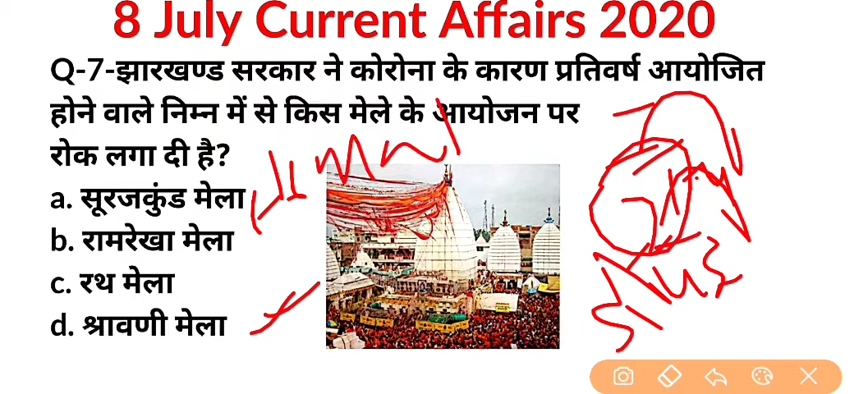 8 July Current Affairs 2020
Q-7-झारखण्ड सरकार ने कोरोना के कारण प्रतिवर्ष आयोजित
होने वाले निम्न में से किस मेले के आयोजन पर
रोक लगा दी है?
a. सूरजकुंड मेला
b. रामरेखा मेला
c. रथ मेला
d. श्रावणी मेला